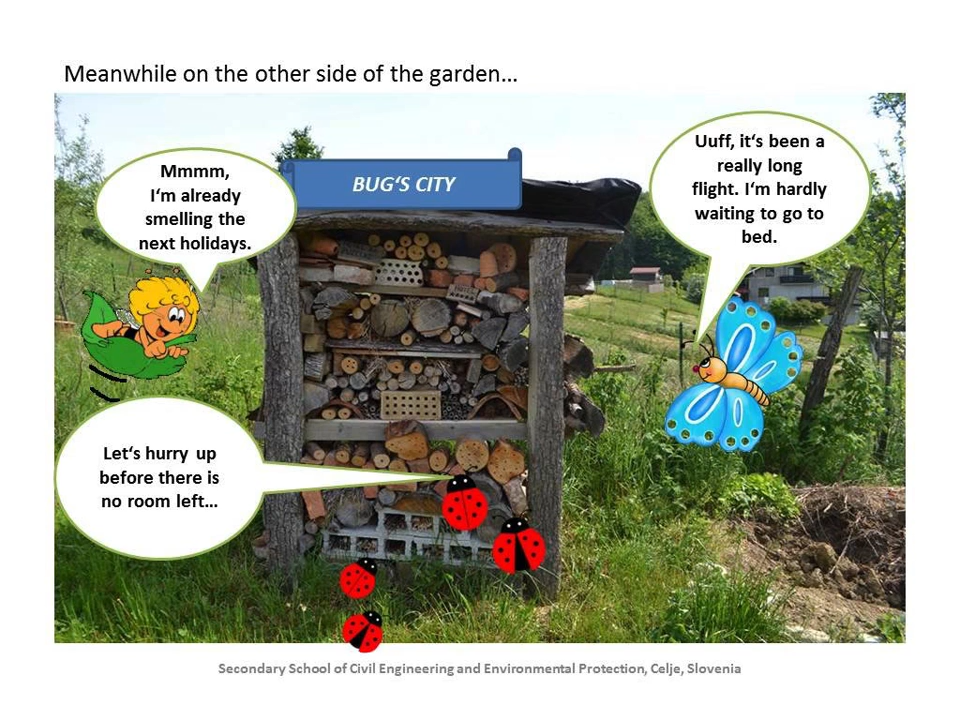 Meanwhile on the other side of the garden…
BUG‘S CITY
Mmmm,
I‘m already
smelling the
next holidays.
Uuff, it‘s been a
really long
flight. I‘m hardly
waiting to go to
bed.
Let‘s hurry up
before there is
no room left…
Secondary School of Civil Engineering and Environmental Protection, Celje, Slovenia